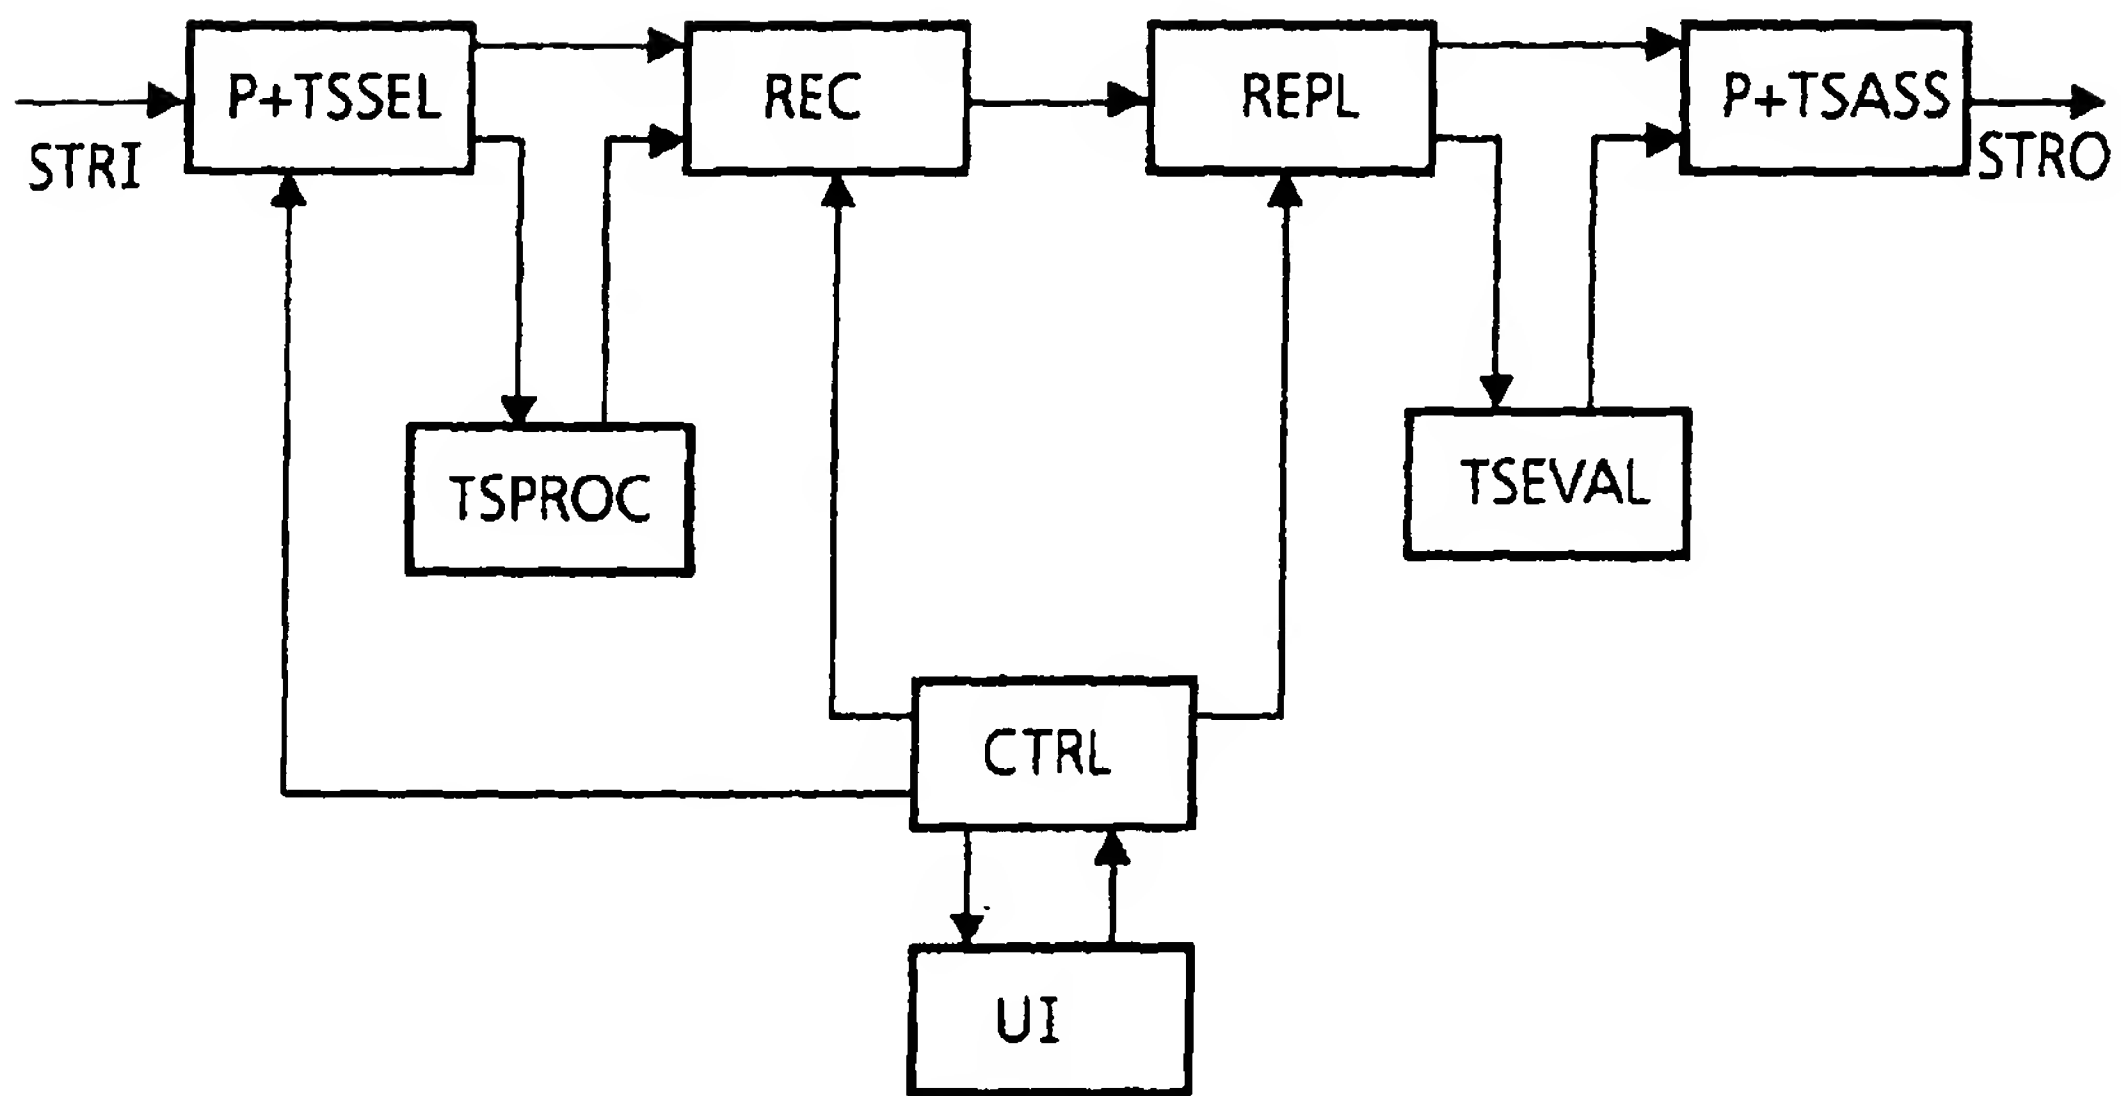 P+TSSEL
REC
REPL
P+TSASS
STRI
STRO
TSPROC
TSEVAL
CTRL
UI